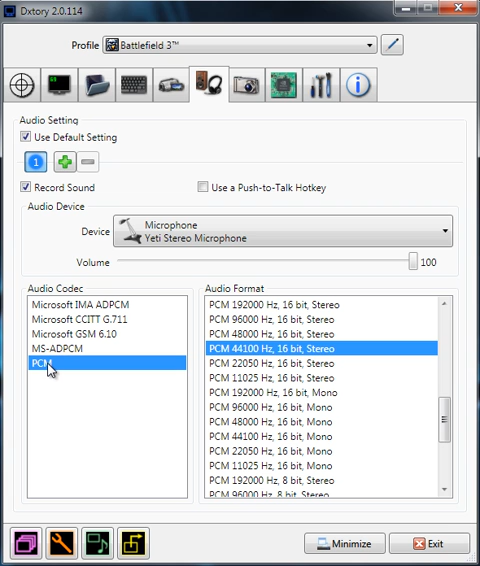 Dxtory 2.0.114
Profile
Battlefield 3™
Audio Setting
Use Default Setting
1
Record Sound
Use a Push-to-Talk Hotkey
Audio Device
Device
Microphone
Yeti Stereo Microphone
Volume
100
Audio Codec
Microsoft IMA ADPCM
Microsoft CCITT G.711
Microsoft GSM 6.10
MS-ADPCM
PCM
Audio Format
PCM 192000 Hz, 16 bit, Stereo
PCM 96000 Hz, 16 bit, Stereo
PCM 48000 Hz, 16 bit, Stereo
PCM 44100 Hz, 16 bit, Stereo
PCM 22050 Hz, 16 bit, Stereo
PCM 11025 Hz, 16 bit, Stereo
PCM 192000 Hz, 16 bit, Mono
PCM 96000 Hz, 16 bit, Mono
PCM 48000 Hz, 16 bit, Mono
PCM 44100 Hz, 16 bit, Mono
PCM 22050 Hz, 16 bit, Mono
PCM 11025 Hz, 16 bit, Mono
PCM 192000 Hz, 8 bit, Stereo
PCM 96000 Hz, 8 bit, Stereo
Minimize
Exit